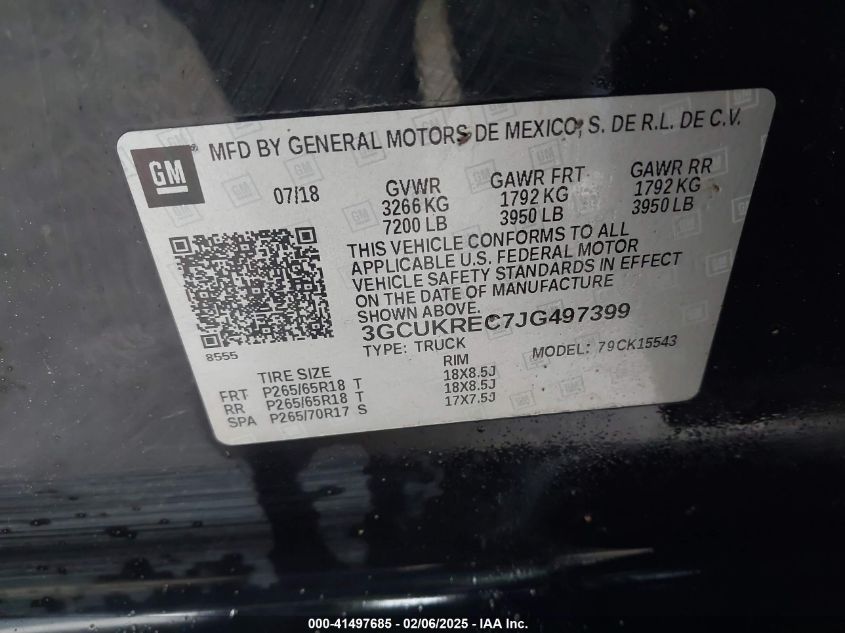 MFD BY GENERAL MOTORS DE MEXICO, S. DE R.L. DE C.V.
GM
07/18
GVWR GAWR FRT GAWR RR
3266 KG 1792 KG 1792 KG
7200 LB 3950 LB 3950 LB
THIS VEHICLE CONFORMS TO ALL
APPLICABLE U.S. FEDERAL MOTOR
VEHICLE SAFETY STANDARDS IN EFFECT
ON THE DATE OF MANUFACTURE
SHOWN ABOVE.
8555
3GCUKREC7JG497399
TYPE: TRUCK MODEL: 79CK15543
TIRE SIZE RIM
FRT P265/65R18 T 18X8.5J
RR P265/65R18 T 18X8.5J
SPA P265/70R17 S 17X7.5J
000-41497685 - 02/06/2025 - IAA Inc.